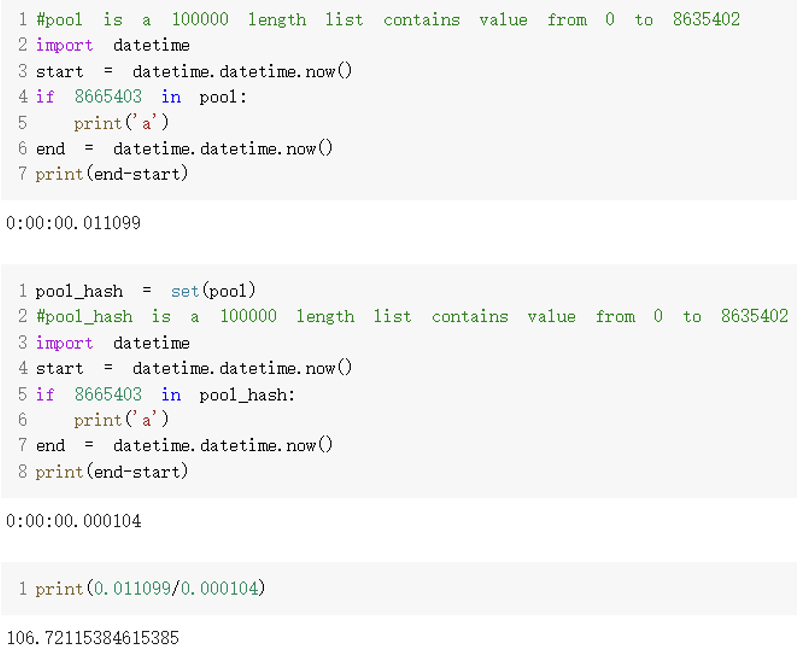 1 #pool is a 100000 length list contains value from 0 to 8635402
2 import datetime
3 start = datetime.datetime.now()
4 if 8665403 in pool:
5     print('a')
6 end = datetime.datetime.now()
7 print(end-start)
0:00:00.011099
1 pool_hash = set(pool)
2 #pool_hash is a 100000 length list contains value from 0 to 8635402
3 import datetime
4 start = datetime.datetime.now()
5 if 8665403 in pool_hash:
6     print('a')
7 end = datetime.datetime.now()
8 print(end-start)
0:00:00.000104
1 print(0.011099/0.000104)
106.72115384615385